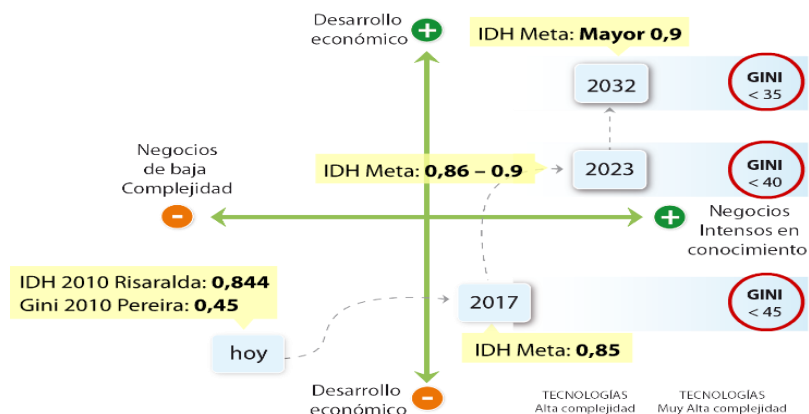 Desarrollo
económico
+
IDH Meta: Mayor 0,9
2032
GINI
< 35
Negocios
de baja
Complejidad
-
IDH Meta: 0,86 – 0.9
2023
GINI
< 40
+
Negocios
Intensos en
conocimiento
IDH 2010 Risaralda: 0,844
Gini 2010 Pereira: 0,45
hoy
2017
GINI
< 45
IDH Meta: 0,85
Desarrollo
económico
-
TECNOLOGÍAS
Alta complejidad
TECNOLOGÍAS
Muy Alta complejidad